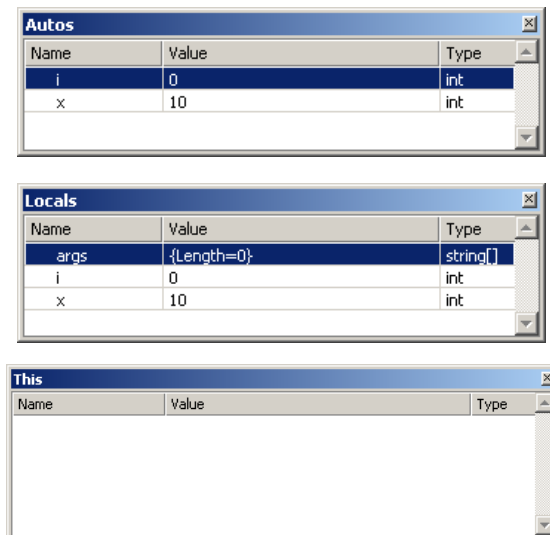 Autos
Name Value Type
i 0 int
x 10 int
Locals
Name Value Type
args {Length=0} string[]
i 0 int
x 10 int
This
Name Value Type